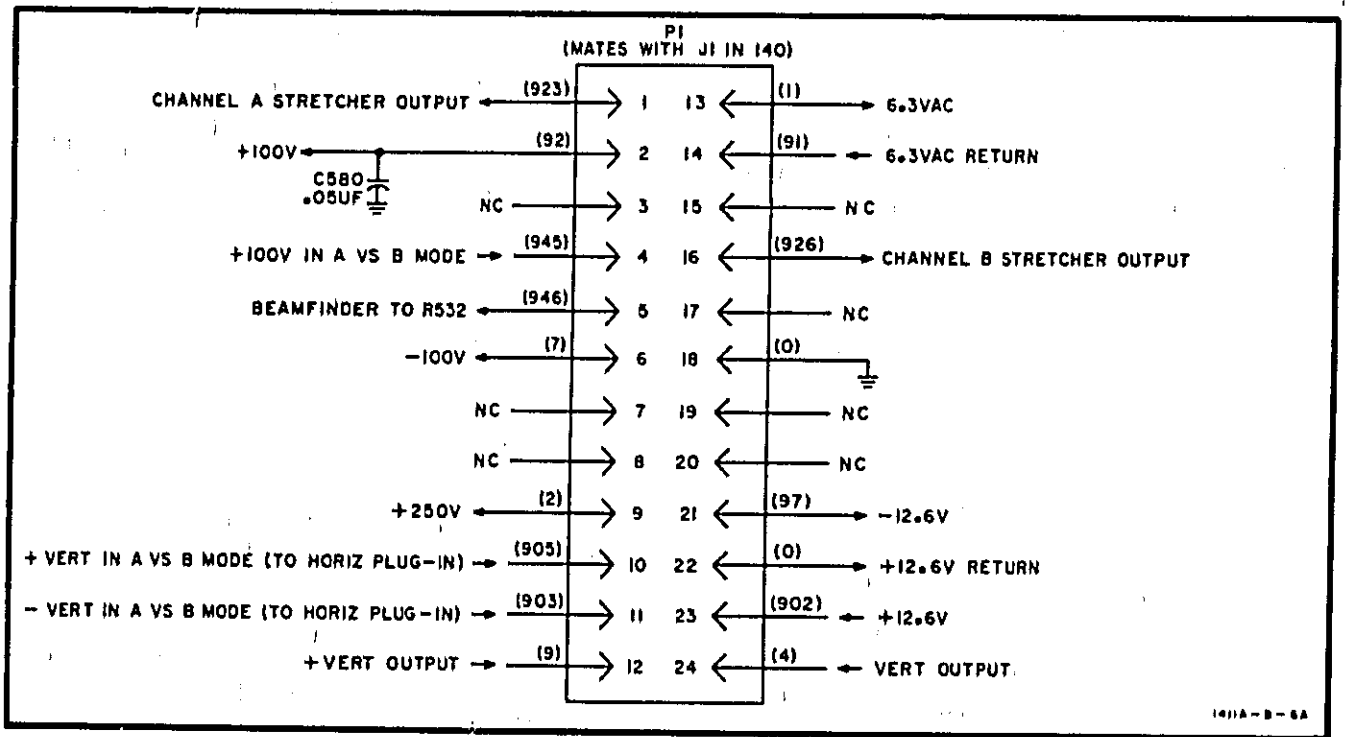 P1
(MATES WITH J1 IN 140)
CHANNEL A STRETCHER OUTPUT (923) 1 13 (1) 6.3VAC
+100V (92) 2 14 (91) 6.3VAC RETURN
C580
.05UF
NC 3 15 NC
+100V IN A VS B MODE (945) 4 16 (926) CHANNEL B STRETCHER OUTPUT
BEAMFINDER TO R532 (946) 5 17 NC
-100V (7) 6 18 (0)
NC 7 19 NC
NC 8 20 NC
+250V (2) 9 21 (97) -12.6V
+ VERT IN A VS B MODE (TO HORIZ PLUG-IN) (905) 10 22 (0) +12.6V RETURN
- VERT IN A VS B MODE (TO HORIZ PLUG-IN) (903) 11 23 (902) +12.6V
+VERT OUTPUT (9) 12 24 (4) VERT OUTPUT
1411A-B-6A